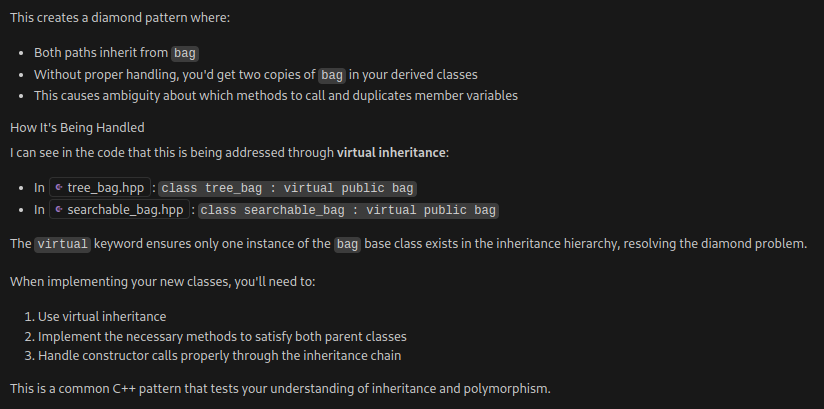 This creates a diamond pattern where:
• Both paths inherit from bag
• Without proper handling, you'd get two copies of bag in your derived classes
• This causes ambiguity about which methods to call and duplicates member variables
How It's Being Handled
I can see in the code that this is being addressed through virtual inheritance:
• In tree_bag.hpp : class tree_bag : virtual public bag
• In searchable_bag.hpp : class searchable_bag : virtual public bag
The virtual keyword ensures only one instance of the bag base class exists in the inheritance hierarchy, resolving the diamond problem.
When implementing your new classes, you'll need to:
1. Use virtual inheritance
2. Implement the necessary methods to satisfy both parent classes
3. Handle constructor calls properly through the inheritance chain
This is a common C++ pattern that tests your understanding of inheritance and polymorphism.